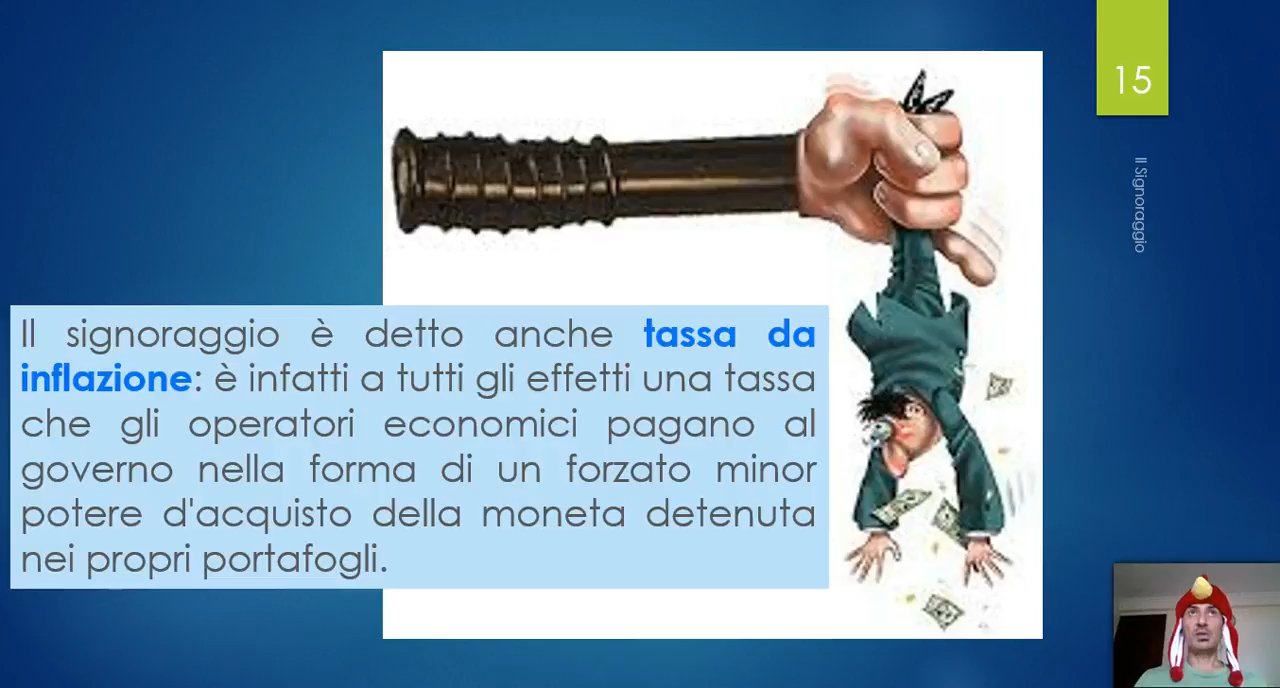 15
Il Signoraggio
Il signoraggio è detto anche tassa da
inflazione: è infatti a tutti gli effetti una tassa
che gli operatori economici pagano al
governo nella forma di un forzato minor
potere d'acquisto della moneta detenuta
nei propri portafogli.